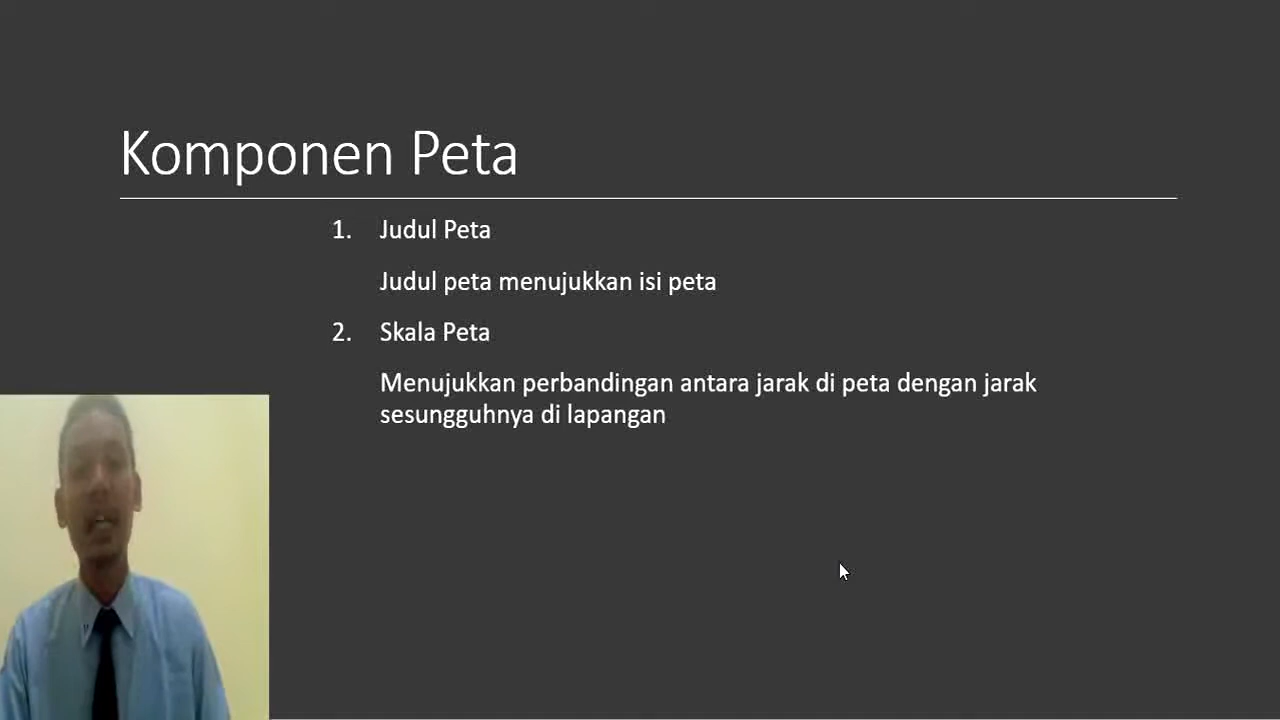 Komponen Peta
1. Judul Peta
Judul peta menujukkan isi peta
2. Skala Peta
Menujukkan perbandingan antara jarak di peta dengan jarak
sesungguhnya di lapangan